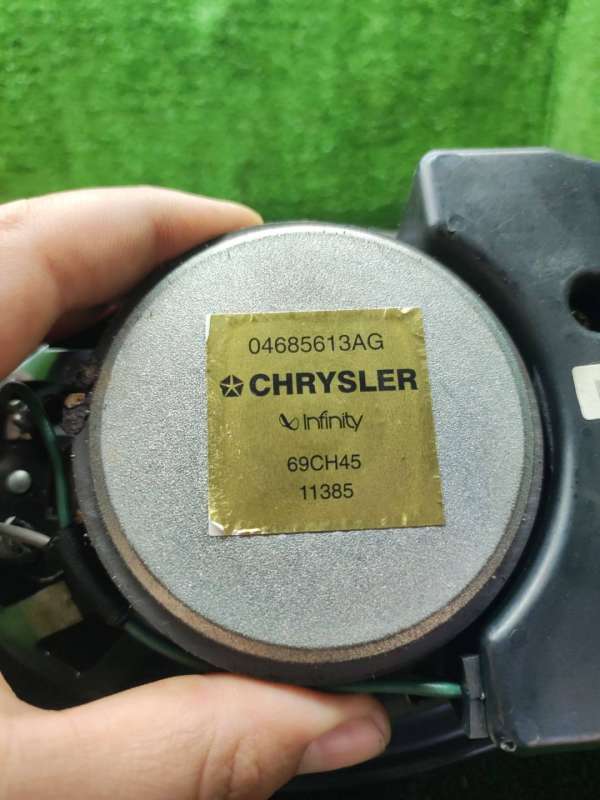 04685613AG
CHRYSLER
Infinity
69CH45
11385